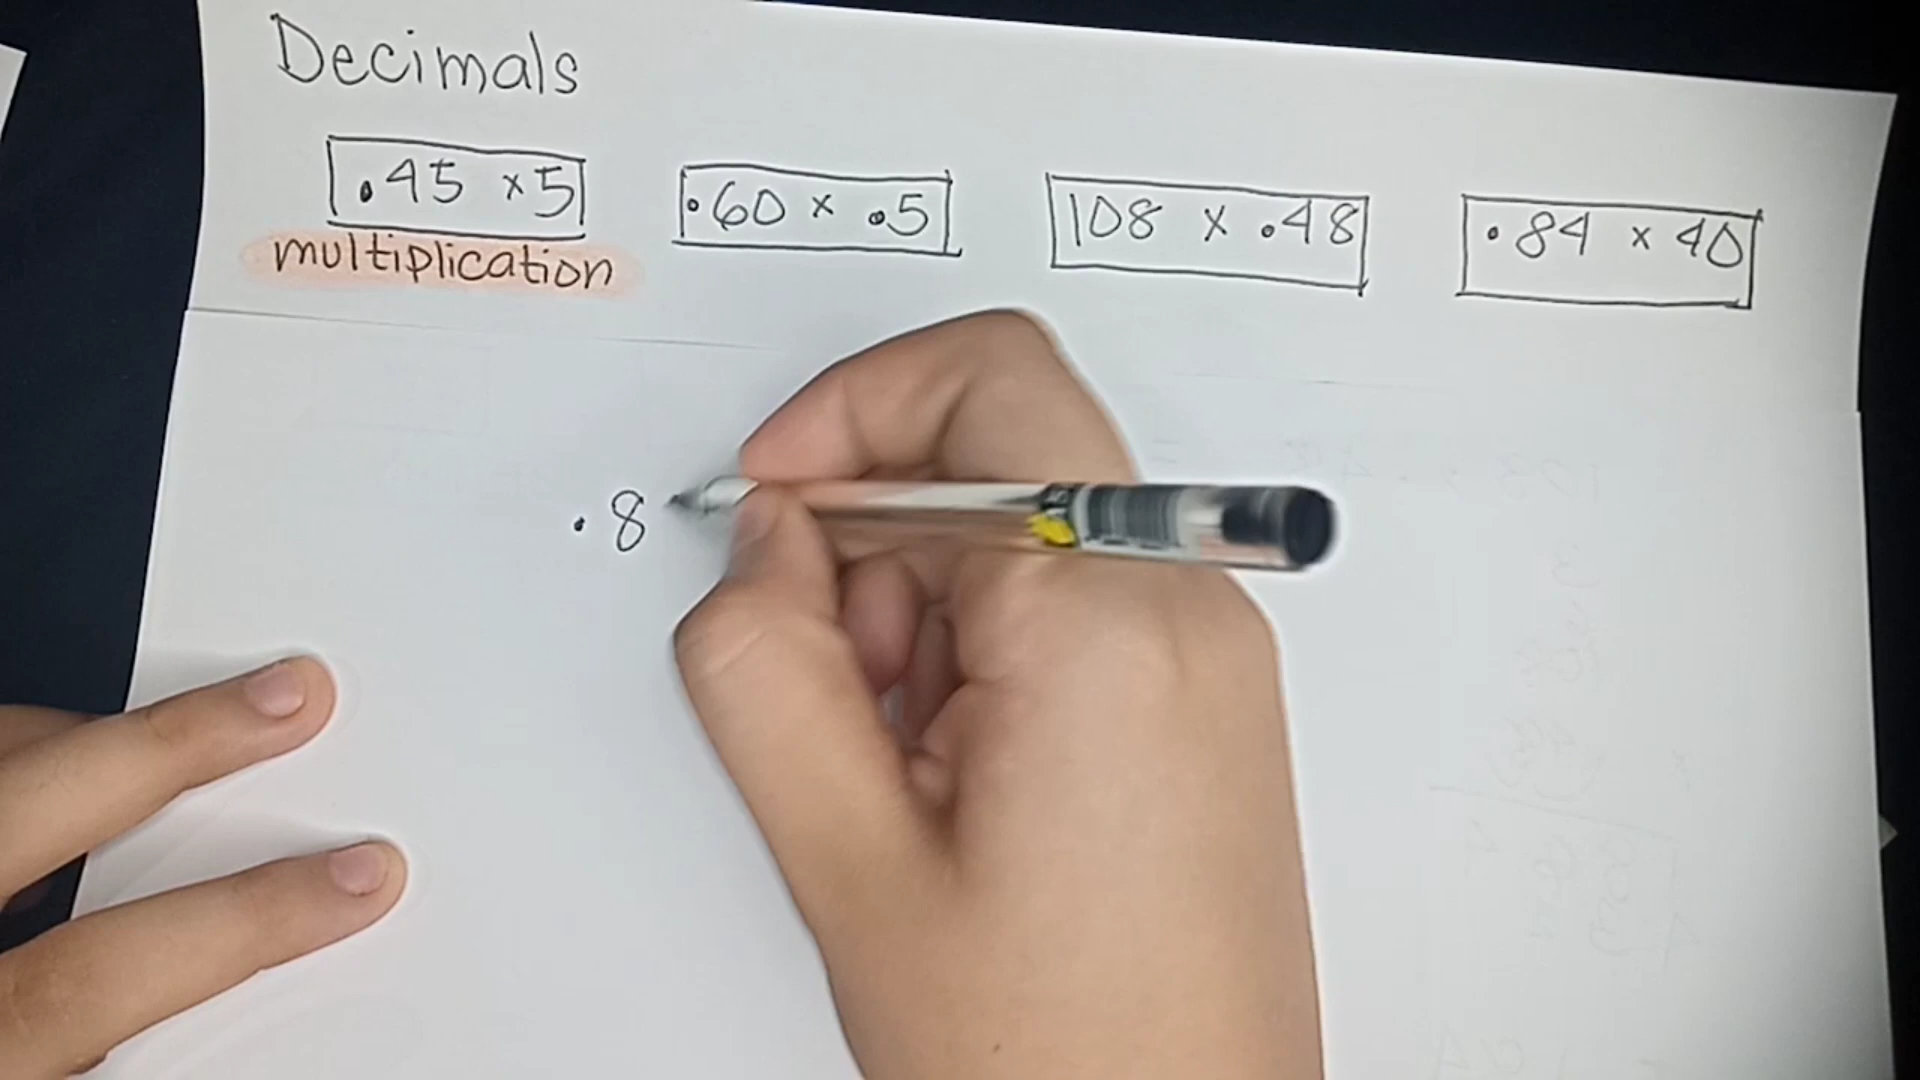 Decimals
.45 x 5
.60 x .5
108 x .48
.84 x 40
multiplication
.8